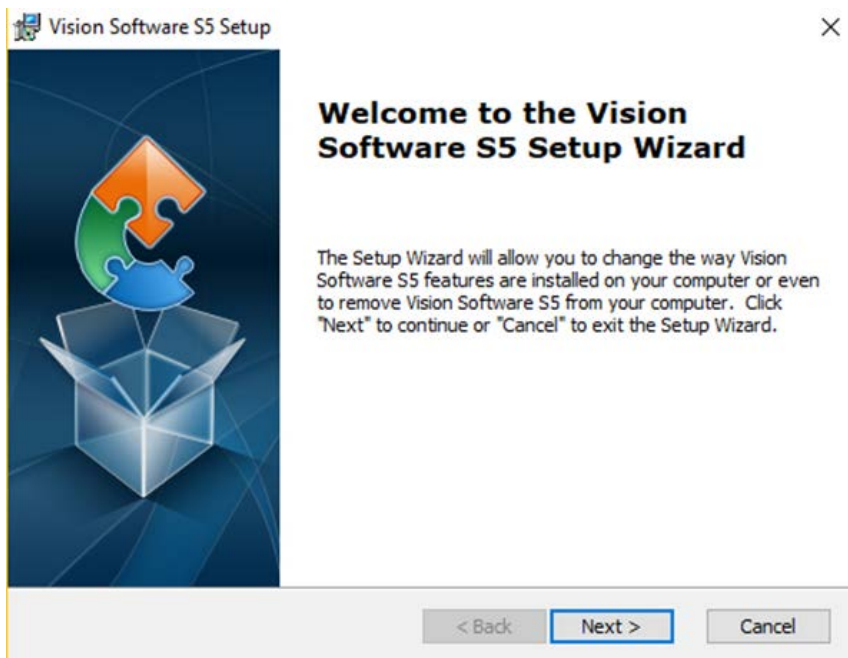 Vision Software S5 Setup
Welcome to the Vision
Software S5 Setup Wizard
The Setup Wizard will allow you to change the way Vision
Software S5 features are installed on your computer or even
to remove Vision Software S5 from your computer.  Click
"Next" to continue or "Cancel" to exit the Setup Wizard.
< Back   Next >   Cancel